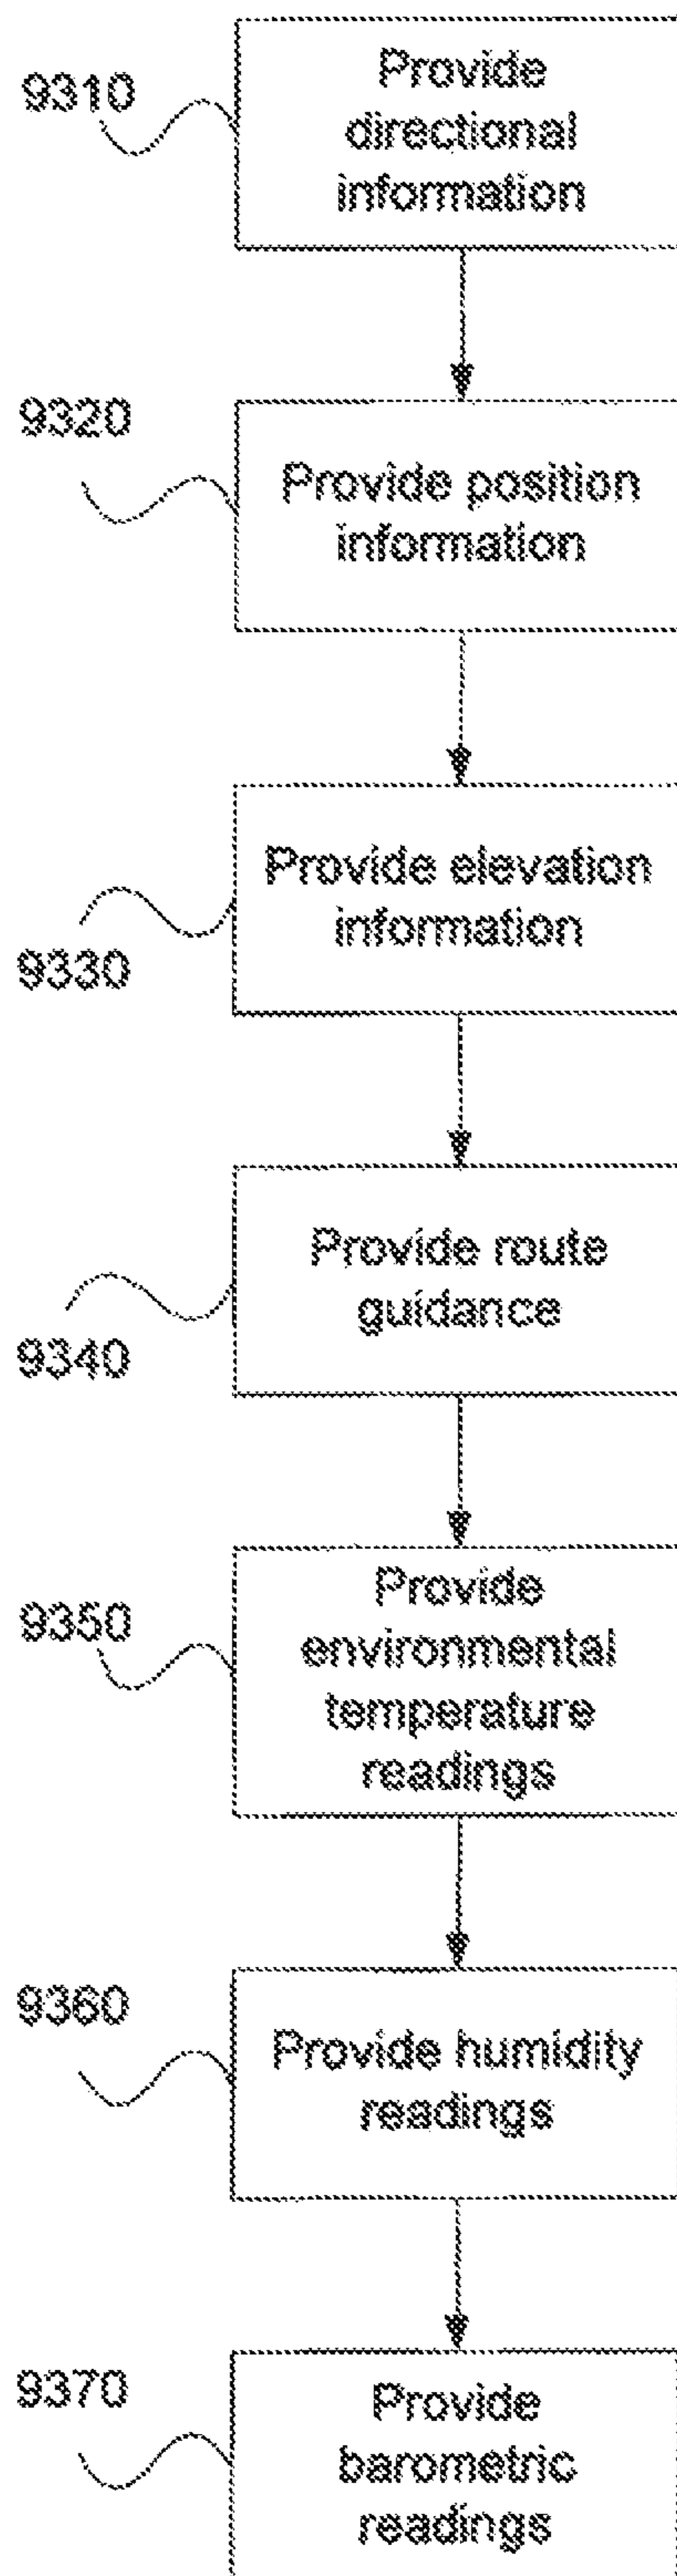 9310
Provide
directional
information
9320
Provide position
information
Provide elevation
information
9330
Provide route
guidance
9340
Provide
environmental
temperature
readings
9350
9360
Provide humidity
readings
9370
Provide
barometric
readings